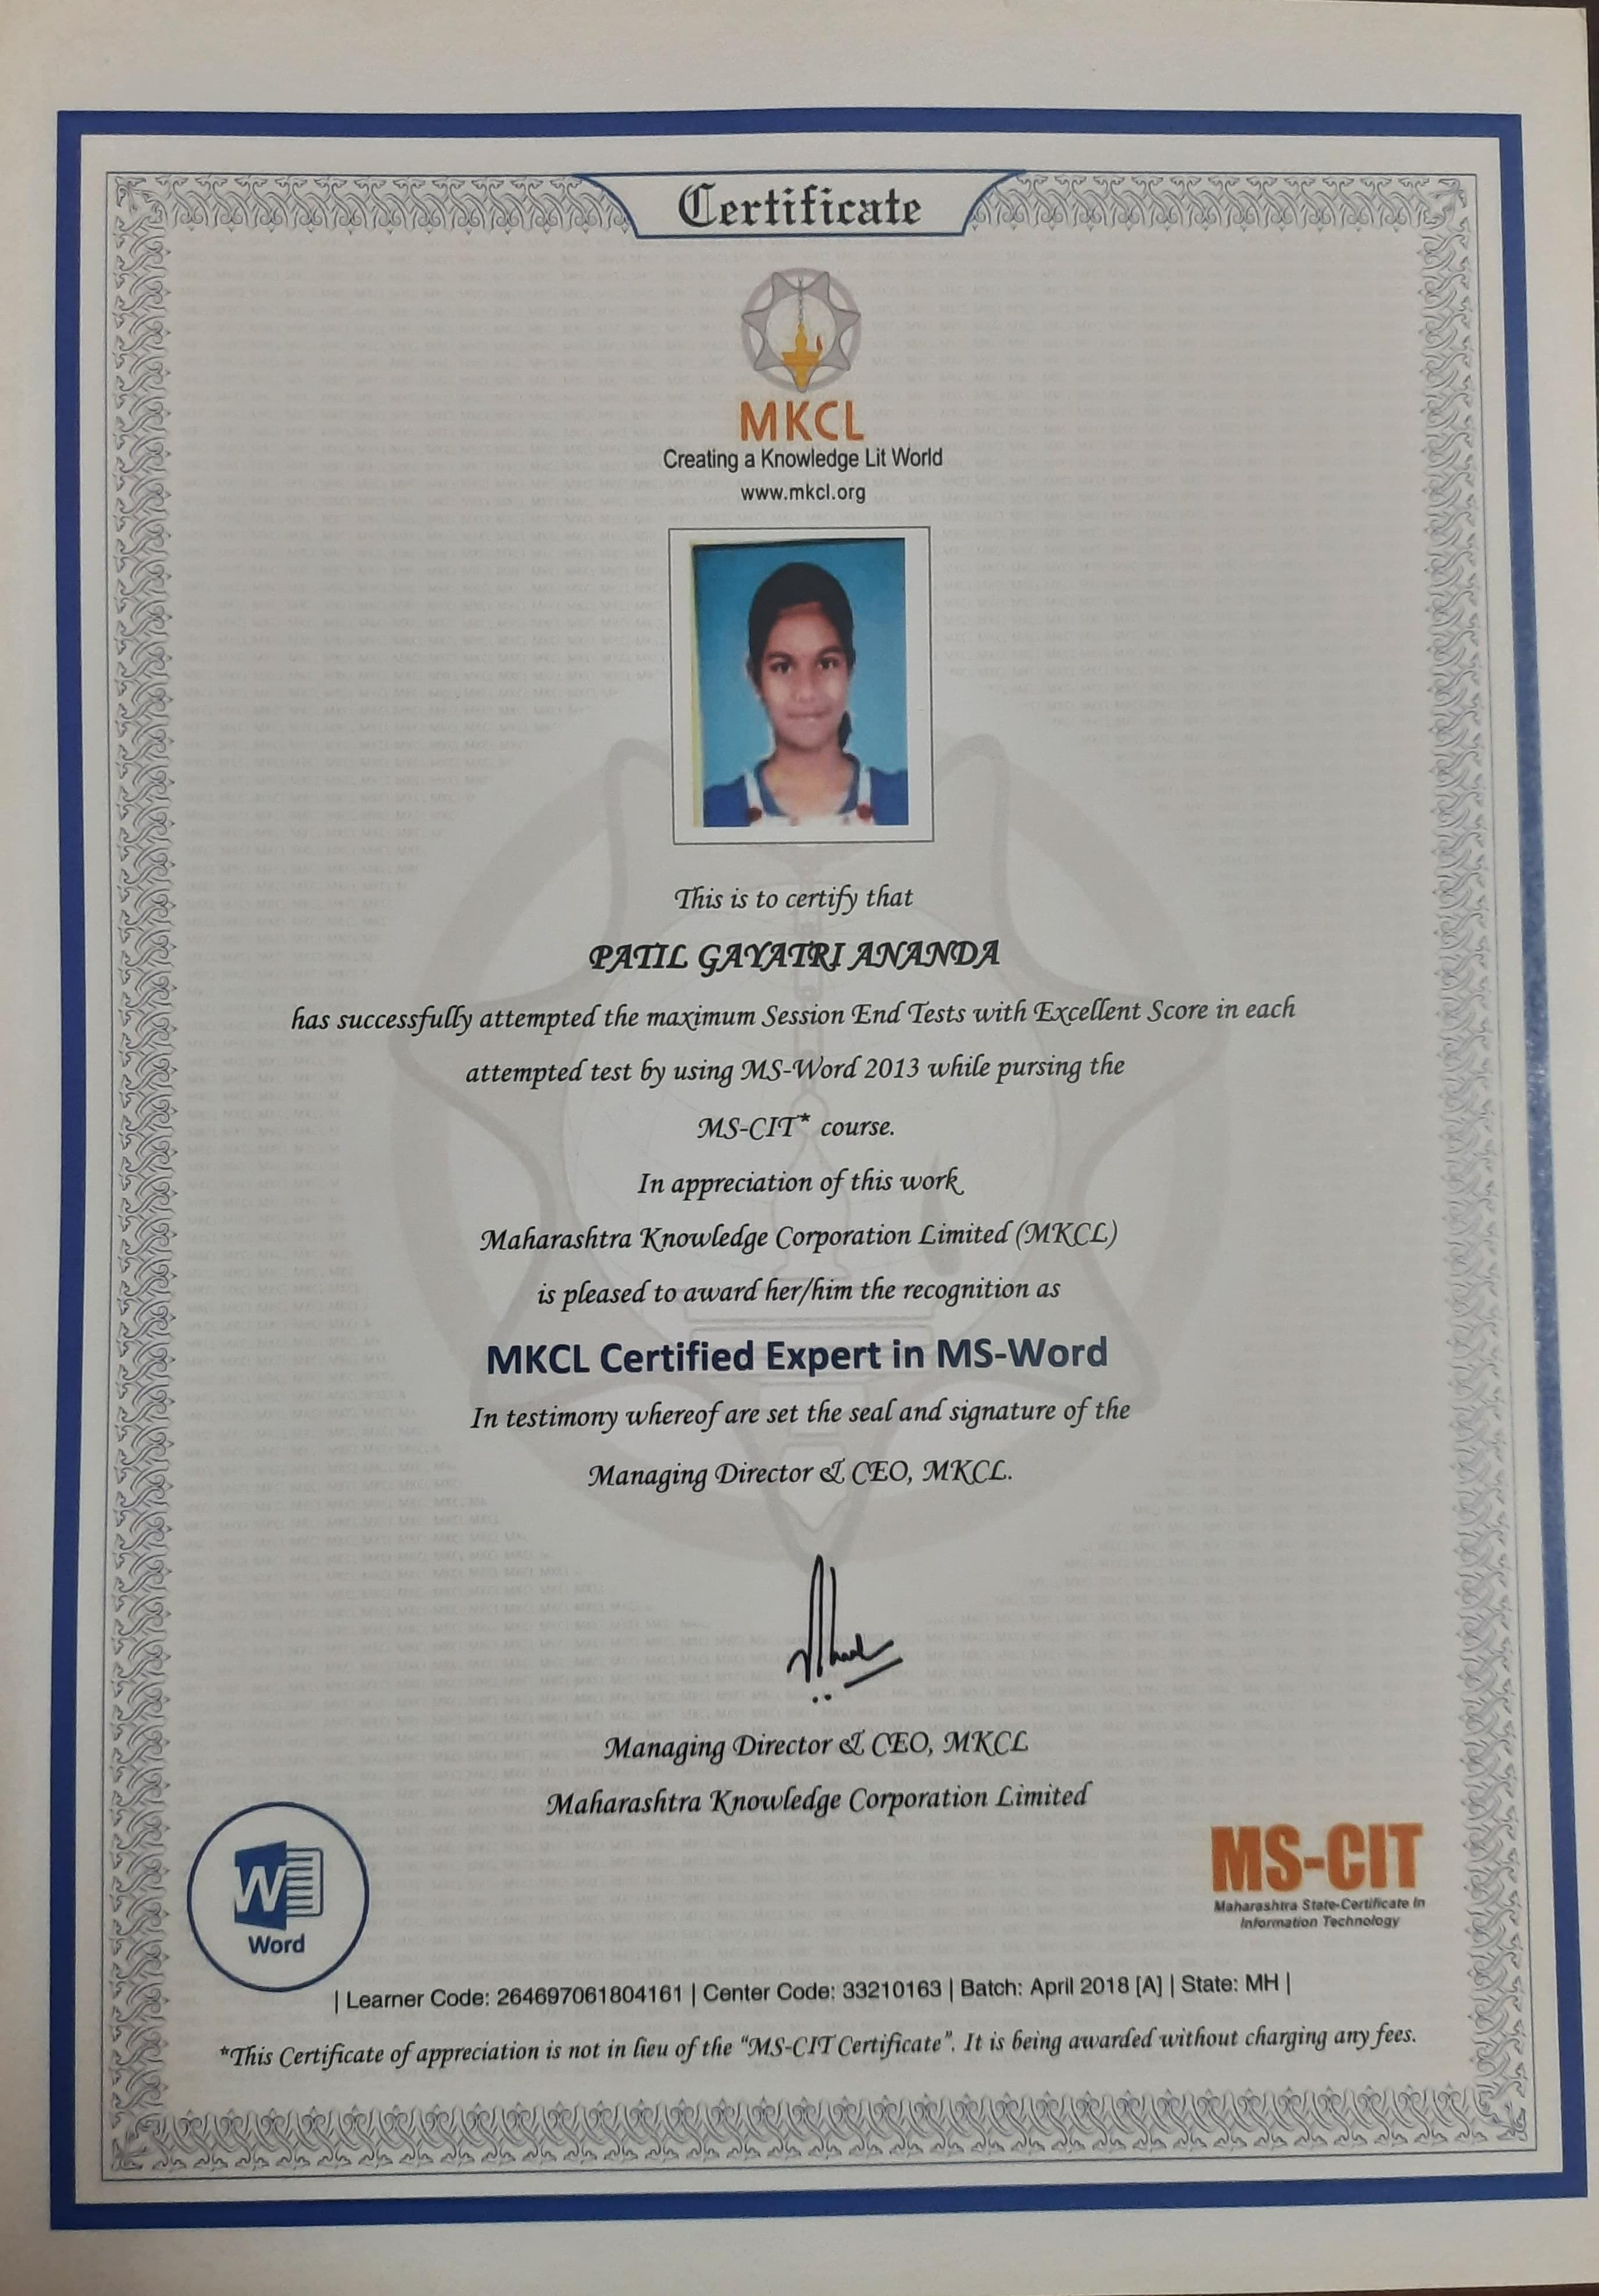 Certificate
MKCL
Creating a Knowledge Lit World
www.mkcl.org
This is to certify that
PATIL GAYATRI ANANDA
has successfully attempted the maximum Session End Tests with Excellent Score in each
attempted test by using MS-Word 2013 while pursing the
MS-CIT* course.
In appreciation of this work
Maharashtra Knowledge Corporation Limited (MKCL)
is pleased to award her/him the recognition as
MKCL Certified Expert in MS-Word
In testimony whereof are set the seal and signature of the
Managing Director & CEO, MKCL.
Managing Director & CEO, MKCL
Maharashtra Knowledge Corporation Limited
W
Word
MS-CIT
Maharashtra State-Certificate In
Information Technology
| Learner Code: 264697061804161 | Center Code: 33210163 | Batch: April 2018 [A] | State: MH |
*This Certificate of appreciation is not in lieu of the "MS-CIT Certificate". It is being awarded without charging any fees.